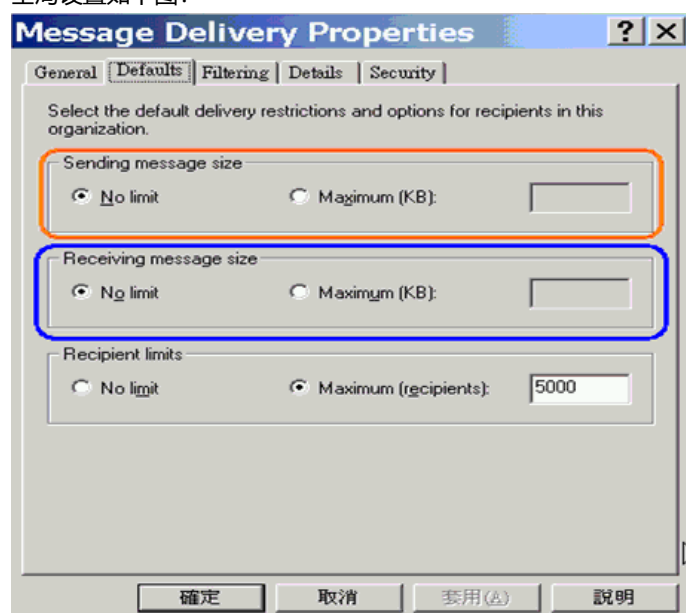 Message Delivery Properties ? ×
General Defaults Filtering Details Security
Select the default delivery restrictions and options for recipients in this
organization.
Sending message size
No limit Maximum (KB):
Receiving message size
No limit Maximum (KB):
Recipient limits
No limit Maximum (recipients): 5000
確定 取消 套用(A) 說明